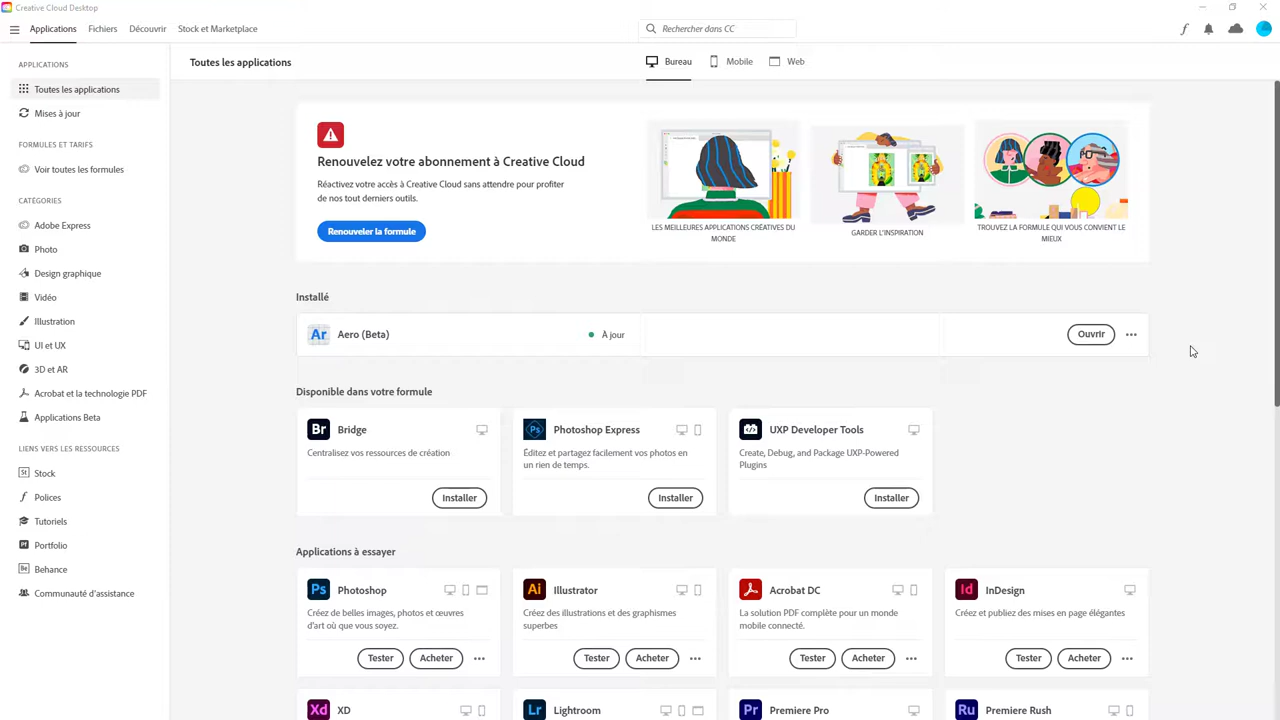 Creative Cloud Desktop
Applications Fichiers Découvrir Stock et Marketplace
Rechercher dans CC
APPLICATIONS
Toutes les applications
Mises à jour
FORMULES ET TARIFS
Voir toutes les formules
CATÉGORIES
Adobe Express
Photo
Design graphique
Vidéo
Illustration
UI et UX
3D et AR
Acrobat et la technologie PDF
Applications Beta
LIENS VERS LES RESSOURCES
Stock
Polices
Tutoriels
Portfolio
Behance
Communauté d'assistance
Toutes les applications
Bureau Mobile Web
Renouvelez votre abonnement à Creative Cloud
Réactivez votre accès à Creative Cloud sans attendre pour profiter
de nos tout derniers outils.
Renouveler la formule
LES MEILLEURES APPLICATIONS CRÉATIVES DU
MONDE
GARDER L'INSPIRATION
TROUVEZ LA FORMULE QUI VOUS CONVIENT LE
MIEUX
Installé
Ar Aero (Beta) À jour Ouvrir
Disponible dans votre formule
Br Bridge
Centralisez vos ressources de création
Installer
Ps Photoshop Express
Éditez et partagez facilement vos photos en
un rien de temps.
Installer
UXP Developer Tools
Create, Debug, and Package UXP-Powered
Plugins
Installer
Applications à essayer
Ps Photoshop
Créez de belles images, photos et œuvres
d'art où que vous soyez.
Tester Acheter
Ai Illustrator
Créez des illustrations et des graphismes
superbes
Tester Acheter
Acrobat DC
La solution PDF complète pour un monde
mobile connecté.
Tester Acheter
Id InDesign
Créez et publiez des mises en page élégantes
Tester Acheter
Xd XD
Lr Lightroom
Pr Premiere Pro
Ru Premiere Rush